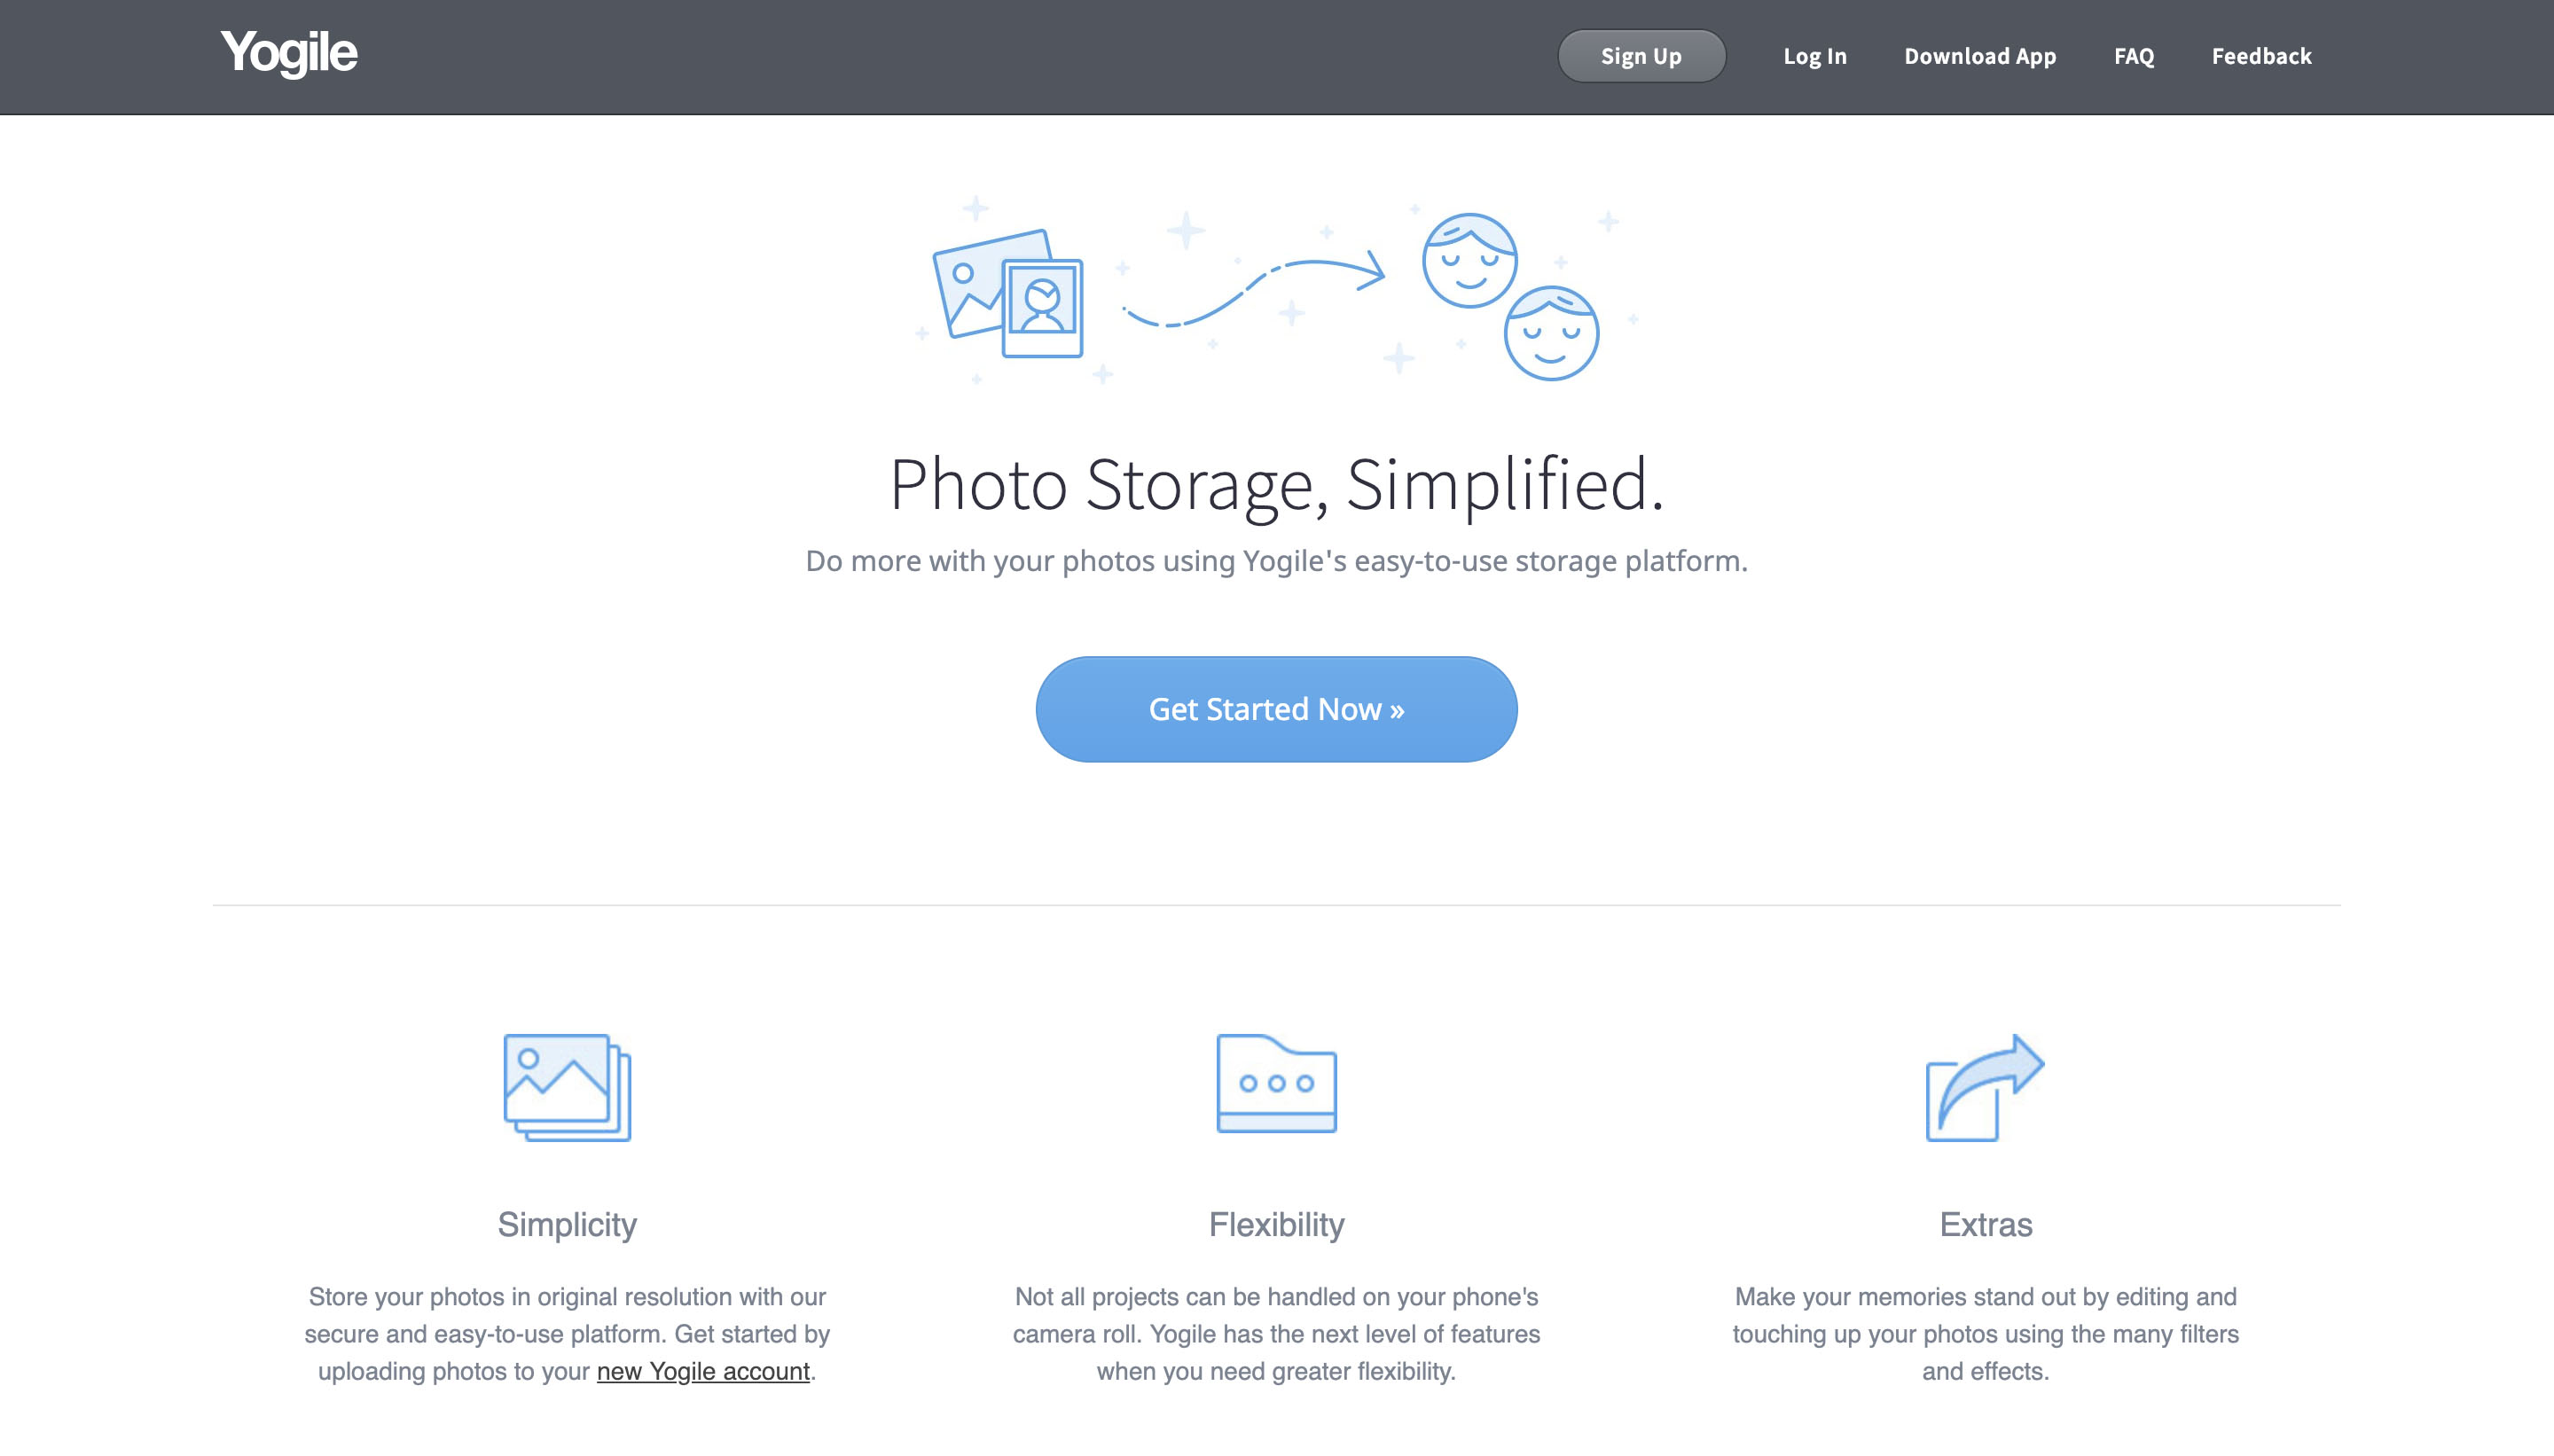 Yogile
Sign Up
Log In
Download App
FAQ
Feedback
Photo Storage, Simplified.
Do more with your photos using Yogile's easy-to-use storage platform.
Get Started Now »
Simplicity
Store your photos in original resolution with our
secure and easy-to-use platform. Get started by
uploading photos to your new Yogile account.
Flexibility
Not all projects can be handled on your phone's
camera roll. Yogile has the next level of features
when you need greater flexibility.
Extras
Make your memories stand out by editing and
touching up your photos using the many filters
and effects.